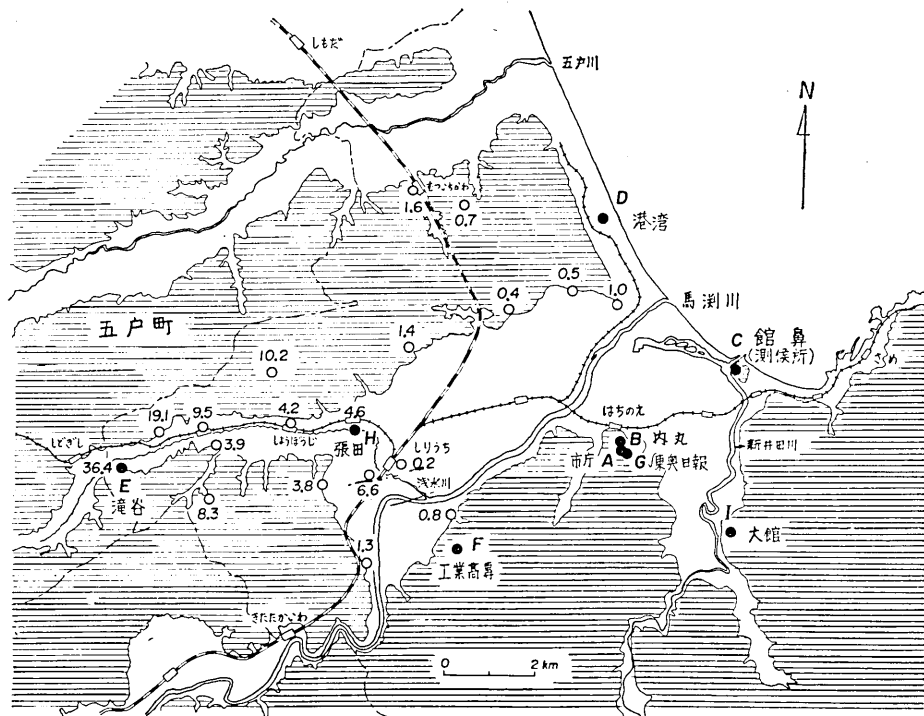 しもだ
五戸川
N
もつこちかわ
1.6
0.7
D
港湾
0.5
1.0
0.4
馬渕川
五戸町
1.4
C 館鼻
(測候所)
さめ
10.2
19.1
9.5
4.2
4.6
はちのえ
しどぎし
3.9
しょうほうじ
H
張田
しりうち
0.2
B 内丸
市庁 A
G 東奥日報
新井田川
36.4
E
滝谷
8.3
3.8
6.6
浅水川
0.8
I
大館
F
工業高専
1.3
きたたかいわ
0 2 km